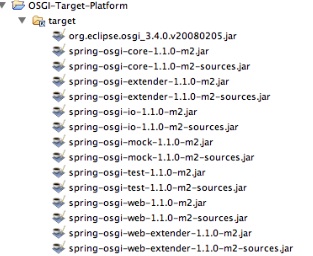 OSGI-Target-Platform
target
org.eclipse.osgi_3.4.0.v20080205.jar
spring-osgi-core-1.1.0-m2.jar
spring-osgi-core-1.1.0-m2-sources.jar
spring-osgi-extender-1.1.0-m2.jar
spring-osgi-extender-1.1.0-m2-sources.jar
spring-osgi-io-1.1.0-m2.jar
spring-osgi-io-1.1.0-m2-sources.jar
spring-osgi-mock-1.1.0-m2.jar
spring-osgi-mock-1.1.0-m2-sources.jar
spring-osgi-test-1.1.0-m2.jar
spring-osgi-test-1.1.0-m2-sources.jar
spring-osgi-web-1.1.0-m2.jar
spring-osgi-web-1.1.0-m2-sources.jar
spring-osgi-web-extender-1.1.0-m2.jar
spring-osgi-web-extender-1.1.0-m2-sources.jar